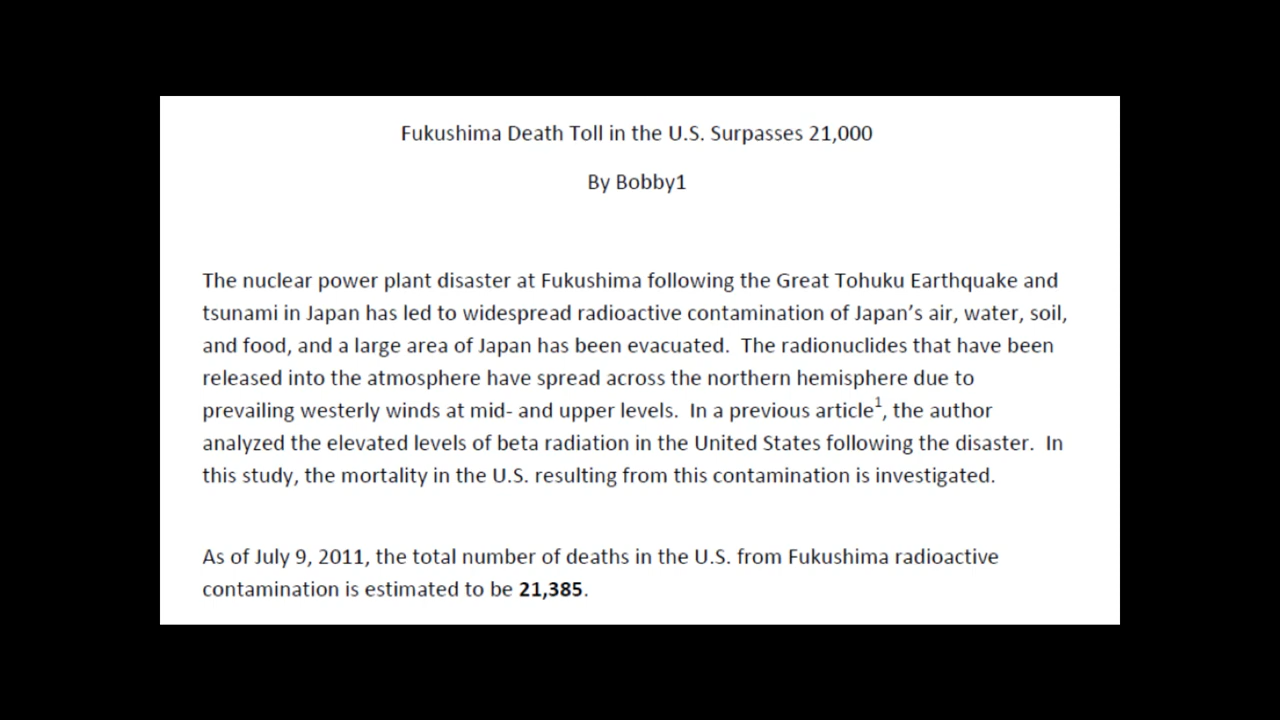 Fukushima Death Toll in the U.S. Surpasses 21,000
By Bobby1
The nuclear power plant disaster at Fukushima following the Great Tohuku Earthquake and
tsunami in Japan has led to widespread radioactive contamination of Japan’s air, water, soil,
and food, and a large area of Japan has been evacuated.  The radionuclides that have been
released into the atmosphere have spread across the northern hemisphere due to
prevailing westerly winds at mid- and upper levels.  In a previous article¹, the author
analyzed the elevated levels of beta radiation in the United States following the disaster.  In
this study, the mortality in the U.S. resulting from this contamination is investigated.
As of July 9, 2011, the total number of deaths in the U.S. from Fukushima radioactive
contamination is estimated to be 21,385.